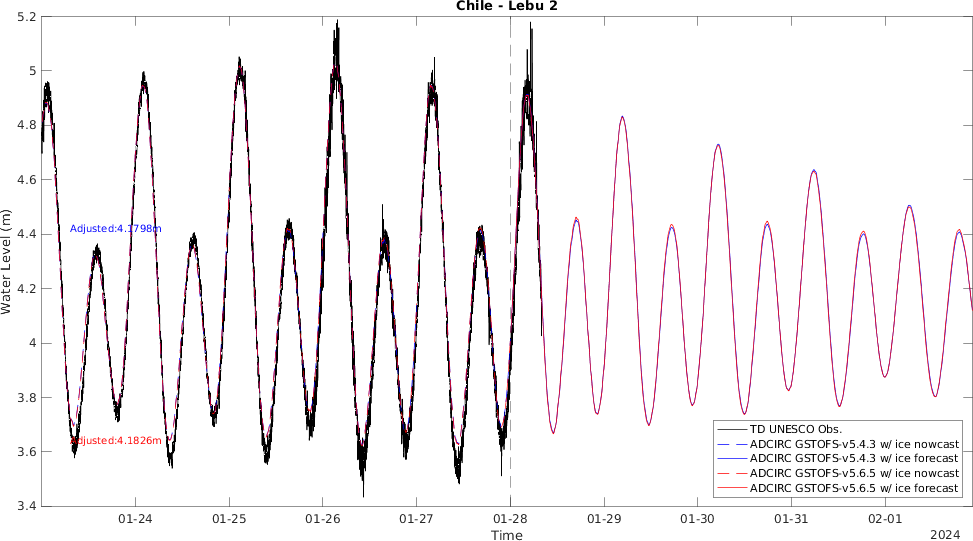 Chile - Lebu 2
5.2
5
4.8
4.6
4.4
4.2
4
3.8
3.6
3.4
Water Level (m)
Adjusted:4.1798m
Adjusted:4.1826m
TD UNESCO Obs.
ADCIRC GSTOFS-v5.4.3 w/ ice nowcast
ADCIRC GSTOFS-v5.4.3 w/ ice forecast
ADCIRC GSTOFS-v5.6.5 w/ ice nowcast
ADCIRC GSTOFS-v5.6.5 w/ ice forecast
01-24 01-25 01-26 01-27 01-28 01-29 01-30 01-31 02-01
Time
2024